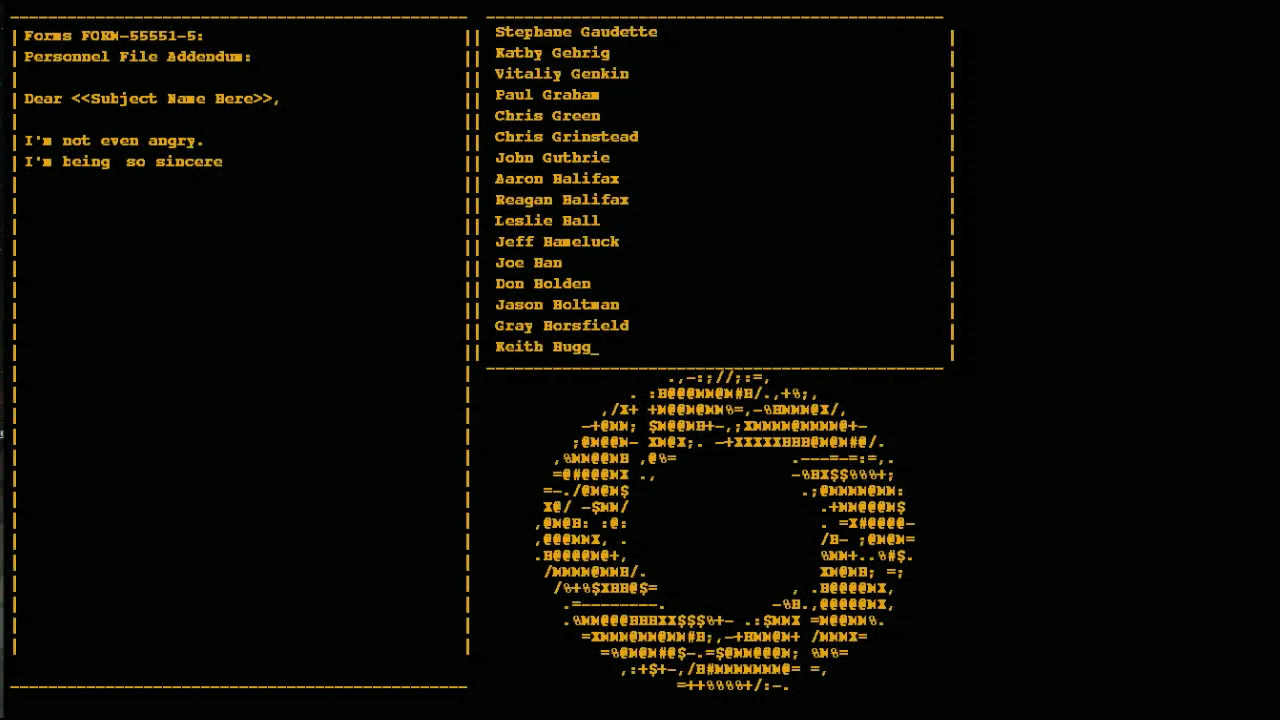 Forms FORM-55551-5:
Personnel File Addendum:
Dear <<Subject Name Here>>,
I'm not even angry.
I'm being  so sincere
Stephane Gaudette
Kathy Gehrig
Vitaliy Genkin
Paul Graham
Chris Green
Chris Grinstead
John Guthrie
Aaron Halifax
Reagan Halifax
Leslie Hall
Jeff Hameluck
Joe Han
Don Holden
Jason Holtman
Gray Horsfield
Keith Hugg_